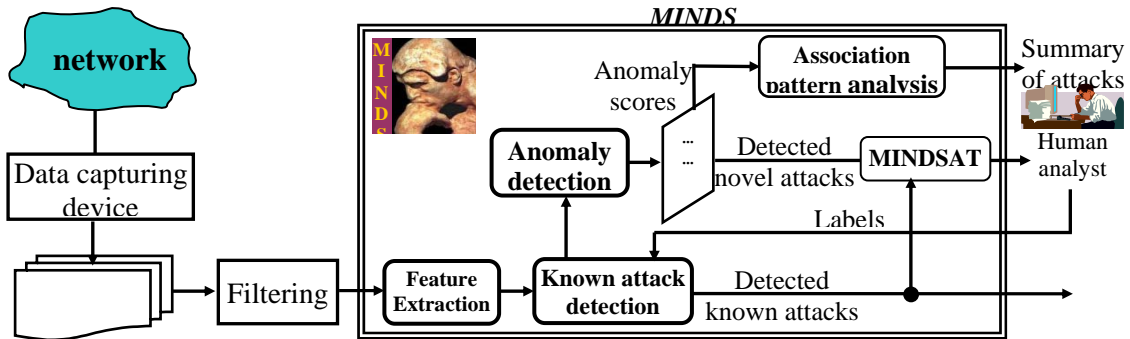 MINDS
network
M
I
N
D
S
Anomaly
scores
Association
pattern analysis
Summary
of attacks
Anomaly
detection
...
...
Detected
novel attacks
MINDSAT
Human
analyst
Data capturing
device
Labels
Filtering
Feature
Extraction
Known attack
detection
Detected
known attacks